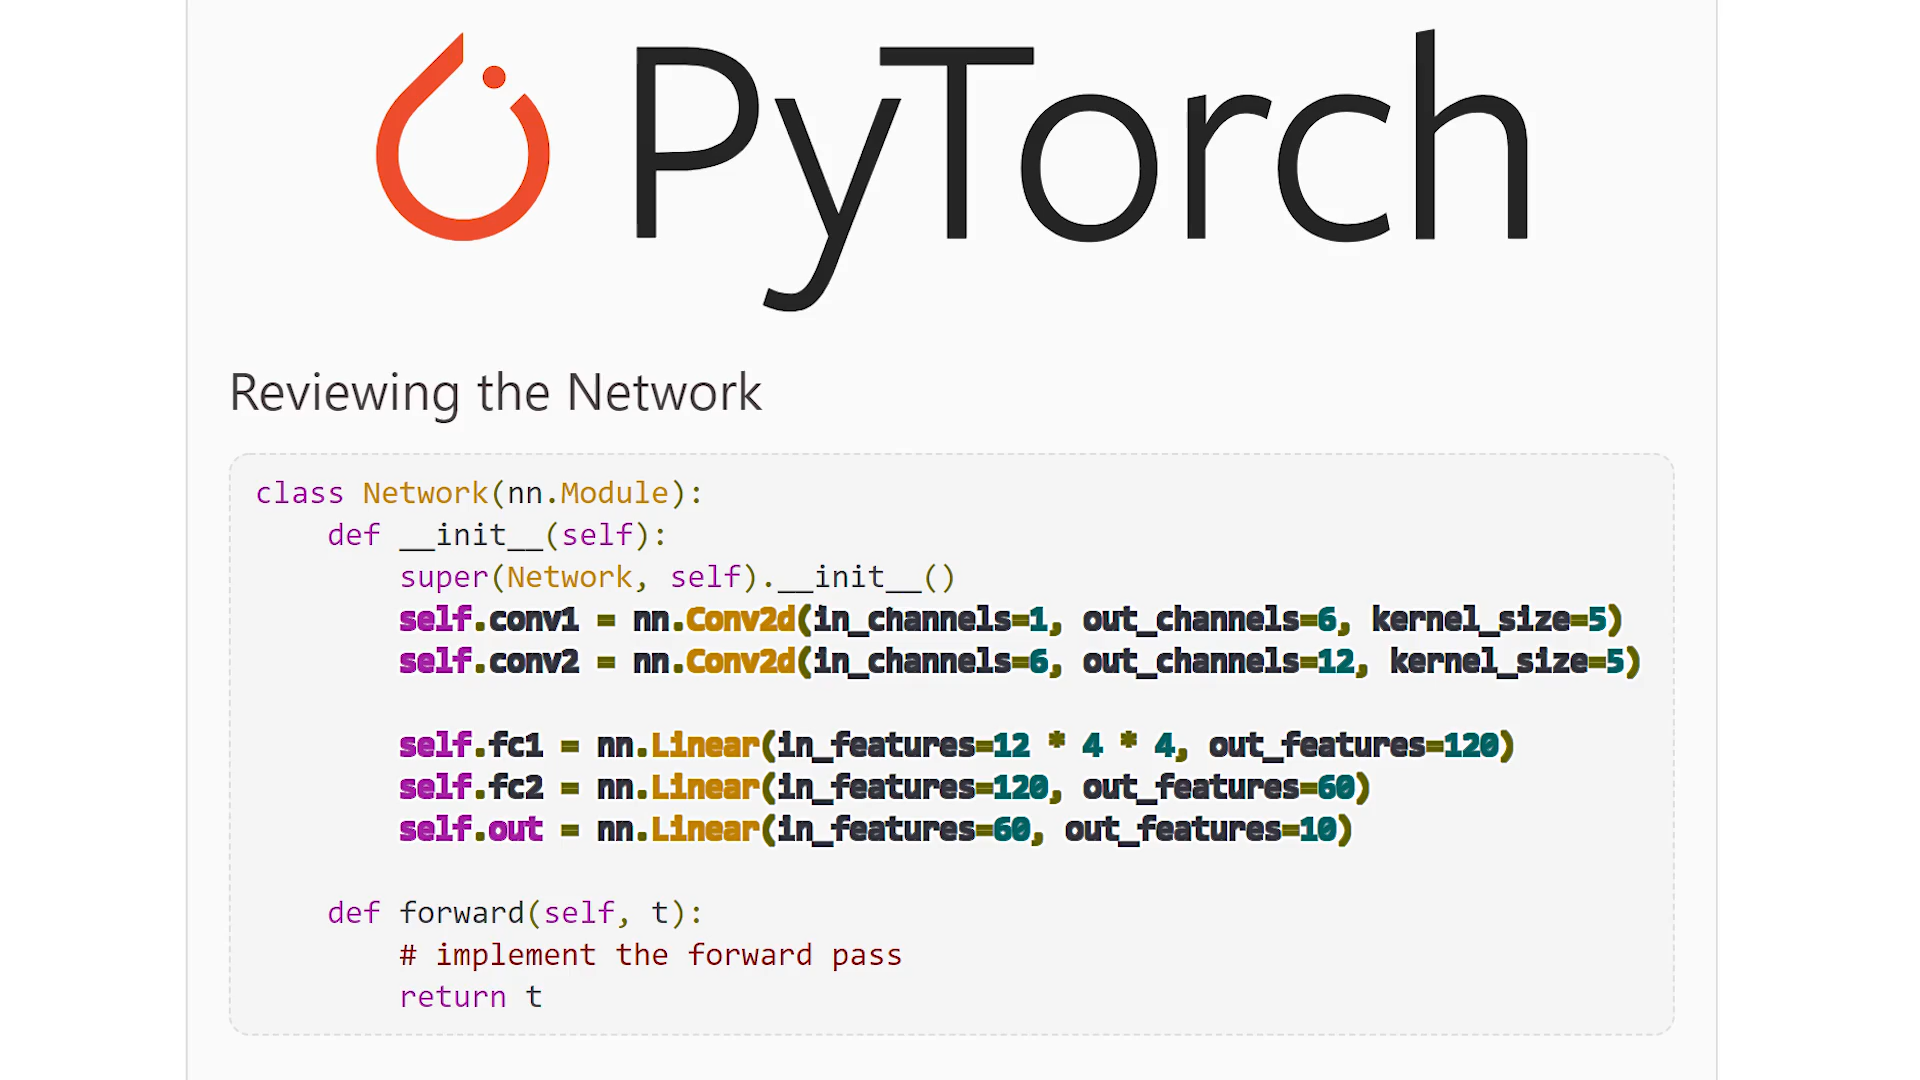 PyTorch
Reviewing the Network
class Network(nn.Module):
    def __init__(self):
        super(Network, self).__init__()
        self.conv1 = nn.Conv2d(in_channels=1, out_channels=6, kernel_size=5)
        self.conv2 = nn.Conv2d(in_channels=6, out_channels=12, kernel_size=5)

        self.fc1 = nn.Linear(in_features=12 * 4 * 4, out_features=120)
        self.fc2 = nn.Linear(in_features=120, out_features=60)
        self.out = nn.Linear(in_features=60, out_features=10)

    def forward(self, t):
        # implement the forward pass
        return t